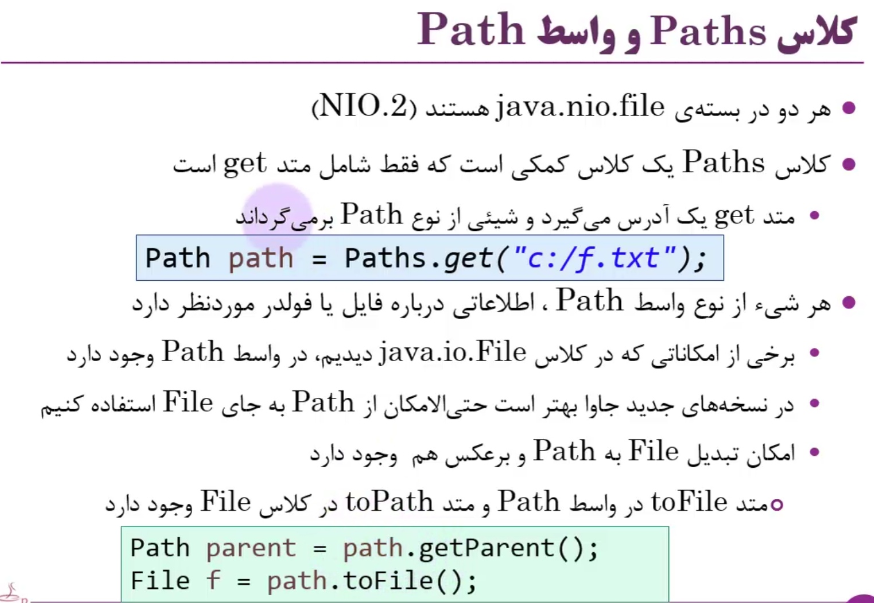 کلاس Paths و واسط Path
هر دو در بسته‌ی java.nio.file هستند (NIO.2)
کلاس Paths یک کلاس کمکی است که فقط شامل متد get است
متد get یک آدرس می‌گیرد و شیئی از نوع Path برمی‌گرداند
Path path = Paths.get("c:/f.txt");
هر شیء از نوع واسط Path ، اطلاعاتی درباره فایل یا فولدر موردنظر دارد
برخی از امکاناتی که در کلاس java.io.File دیدیم، در واسط Path وجود دارد
در نسخه‌های جدید جاوا بهتر است حتی‌الامکان از Path به جای File استفاده کنیم
امکان تبدیل File به Path و برعکس هم وجود دارد
متد toFile در واسط Path و متد toPath در کلاس File وجود دارد
Path parent = path.getParent();
File f = path.toFile();